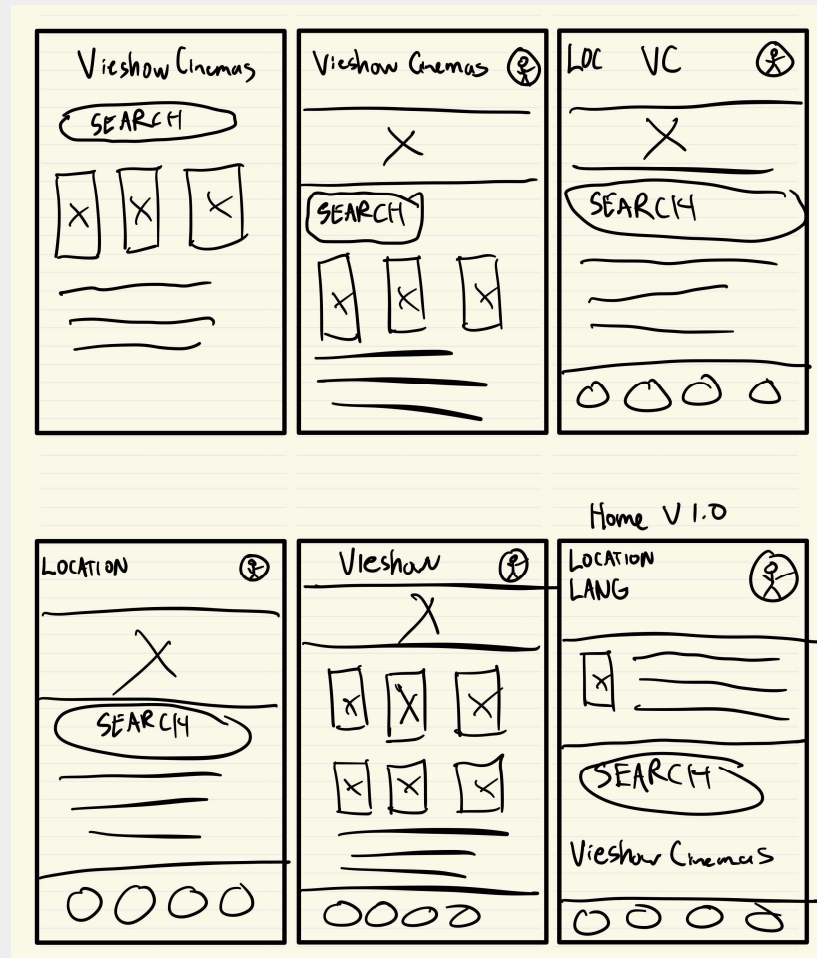 Vieshow Cinemas
SEARCH
Vieshow Cinemas
SEARCH
LOC VC
SEARCH
LOCATION
SEARCH
Vieshow
Home V 1.0
LOCATION
LANG
SEARCH
Vieshow Cinemas